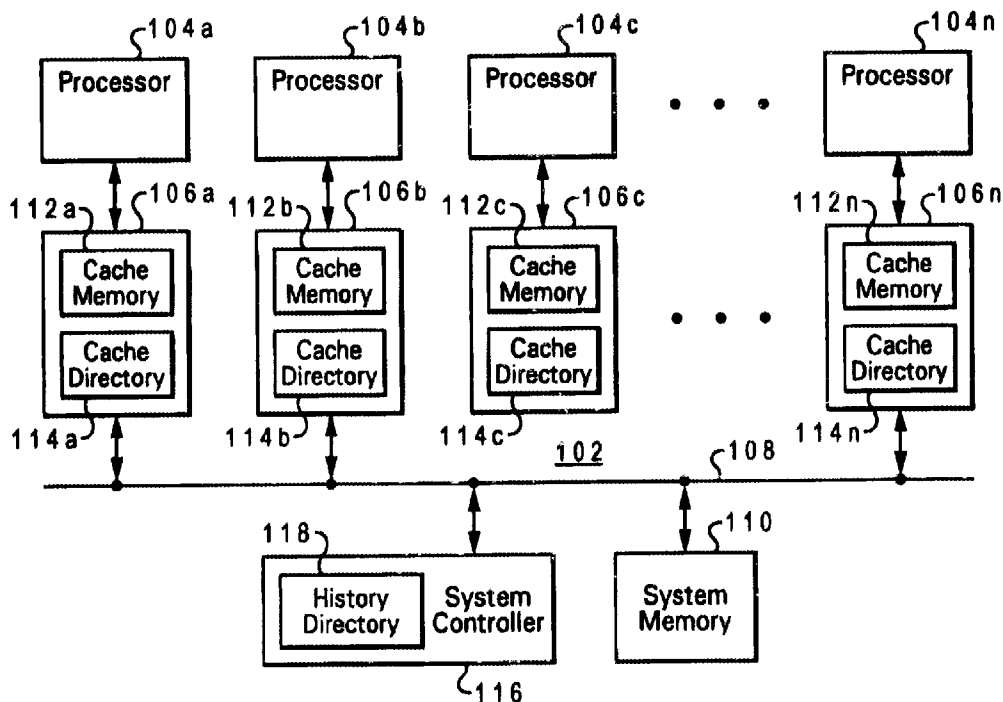 104a
104b
104c
104n
Processor
Processor
Processor
Processor
112a
106a
112b
106b
112c
106c
112n
106n
Cache
Memory
Cache
Memory
Cache
Memory
Cache
Memory
Cache
Directory
Cache
Directory
Cache
Directory
Cache
Directory
114a
114b
114c
114n
102
108
118
110
History
Directory
System
Controller
System
Memory
116